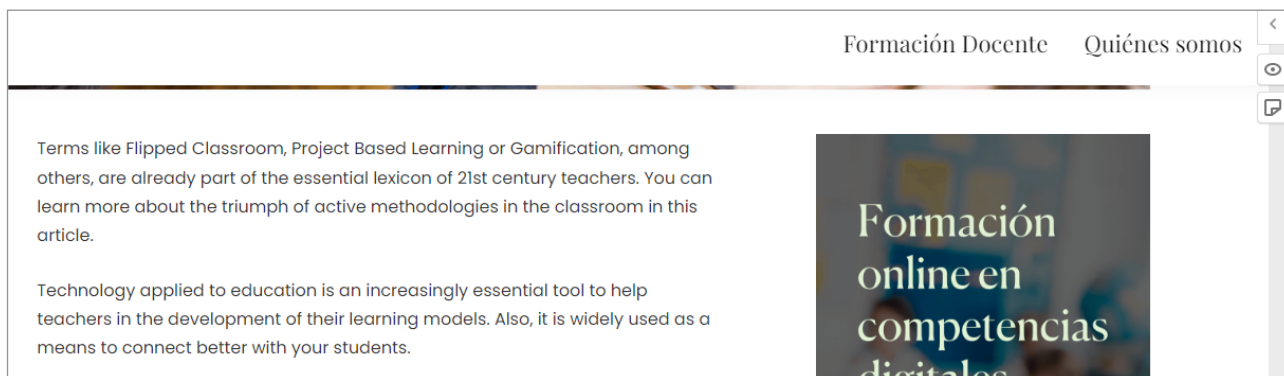 Formación Docente Quiénes somos
Terms like Flipped Classroom, Project Based Learning or Gamification, among
others, are already part of the essential lexicon of 21st century teachers. You can
learn more about the triumph of active methodologies in the classroom in this
article.
Technology applied to education is an increasingly essential tool to help
teachers in the development of their learning models. Also, it is widely used as a
means to connect better with your students.
Formación
online en
competencias
digitales